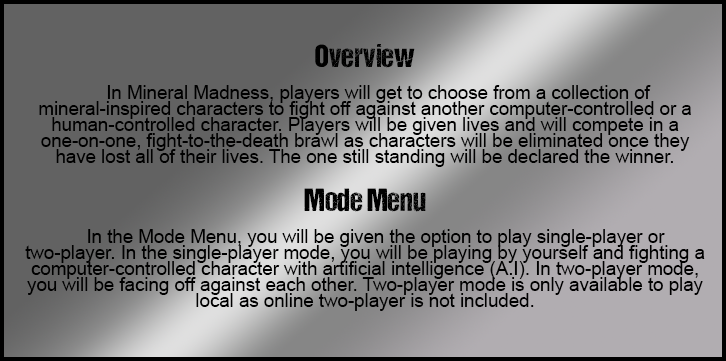 Overview
In Mineral Madness, players will get to choose from a collection of
mineral-inspired characters to fight off against another computer-controlled or a
human-controlled character. Players will be given lives and will compete in a
one-on-one, fight-to-the-death brawl as characters will be eliminated once they
have lost all of their lives. The one still standing will be declared the winner.
Mode Menu
In the Mode Menu, you will be given the option to play single-player or
two-player. In the single-player mode, you will be playing by yourself and fighting a
computer-controlled character with artificial intelligence (A.I). In two-player mode,
you will be facing off against each other. Two-player mode is only available to play
local as online two-player is not included.